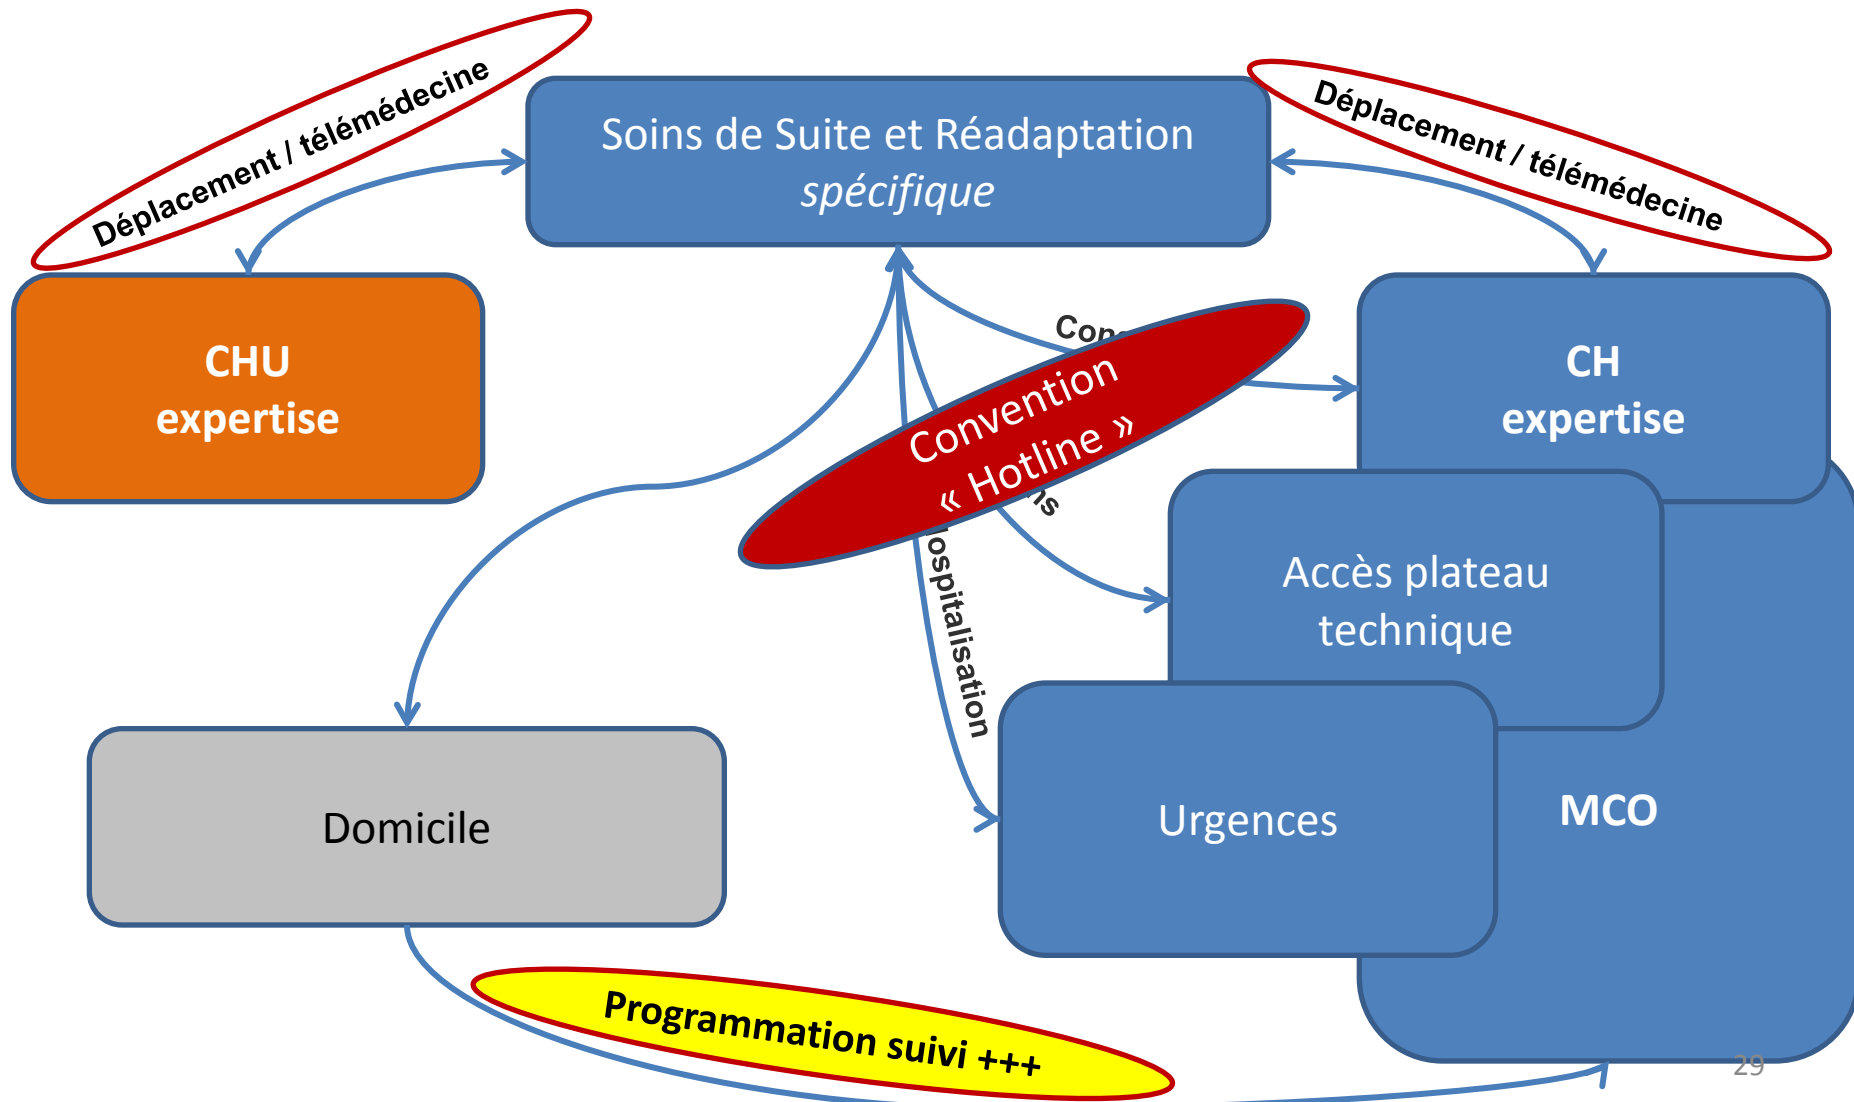 Déplacement / télémédecine
Soins de Suite et Réadaptation
spécifique
Déplacement / télémédecine
CHU
expertise
CH
expertise
Convention
« Hotline »
Accès plateau
technique
Domicile
Urgences
MCO
Programmation suivi +++
29